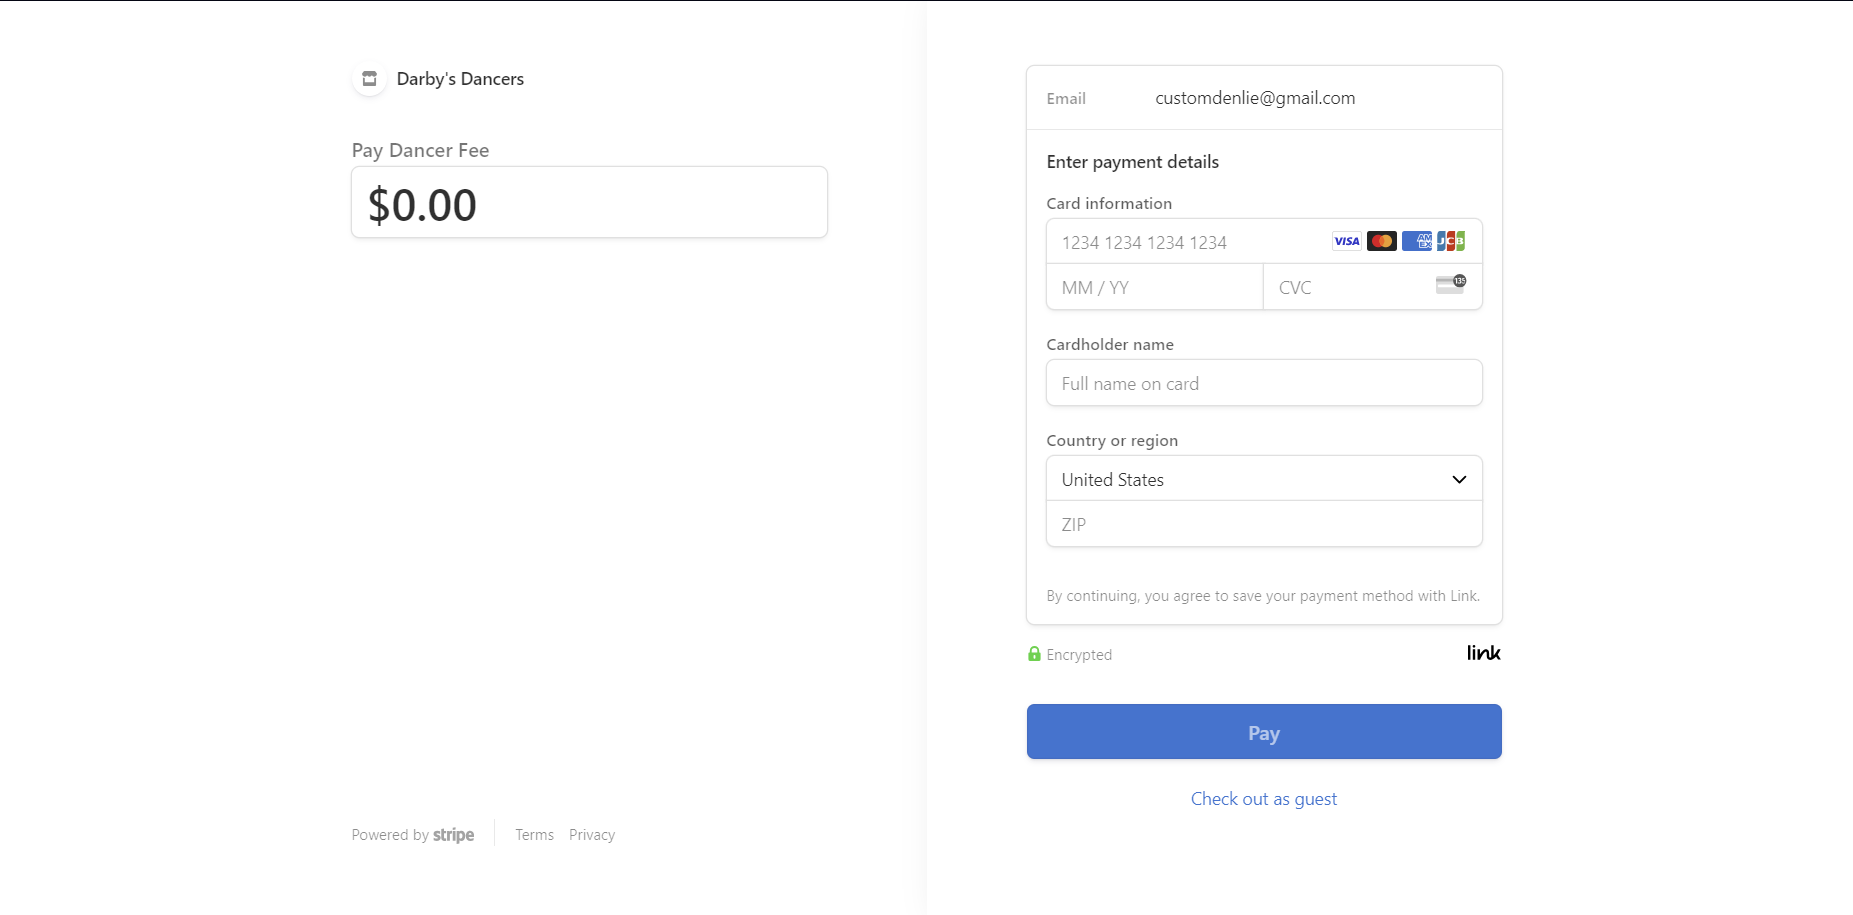 Darby's Dancers
Pay Dancer Fee
$0.00
Powered by stripe
Terms Privacy
Email customdenlie@gmail.com
Enter payment details
Card information
1234 1234 1234 1234 VISA AM EX JCB
MM / YY CVC 135
Cardholder name
Full name on card
Country or region
United States
ZIP
By continuing, you agree to save your payment method with Link.
Encrypted link
Pay
Check out as guest